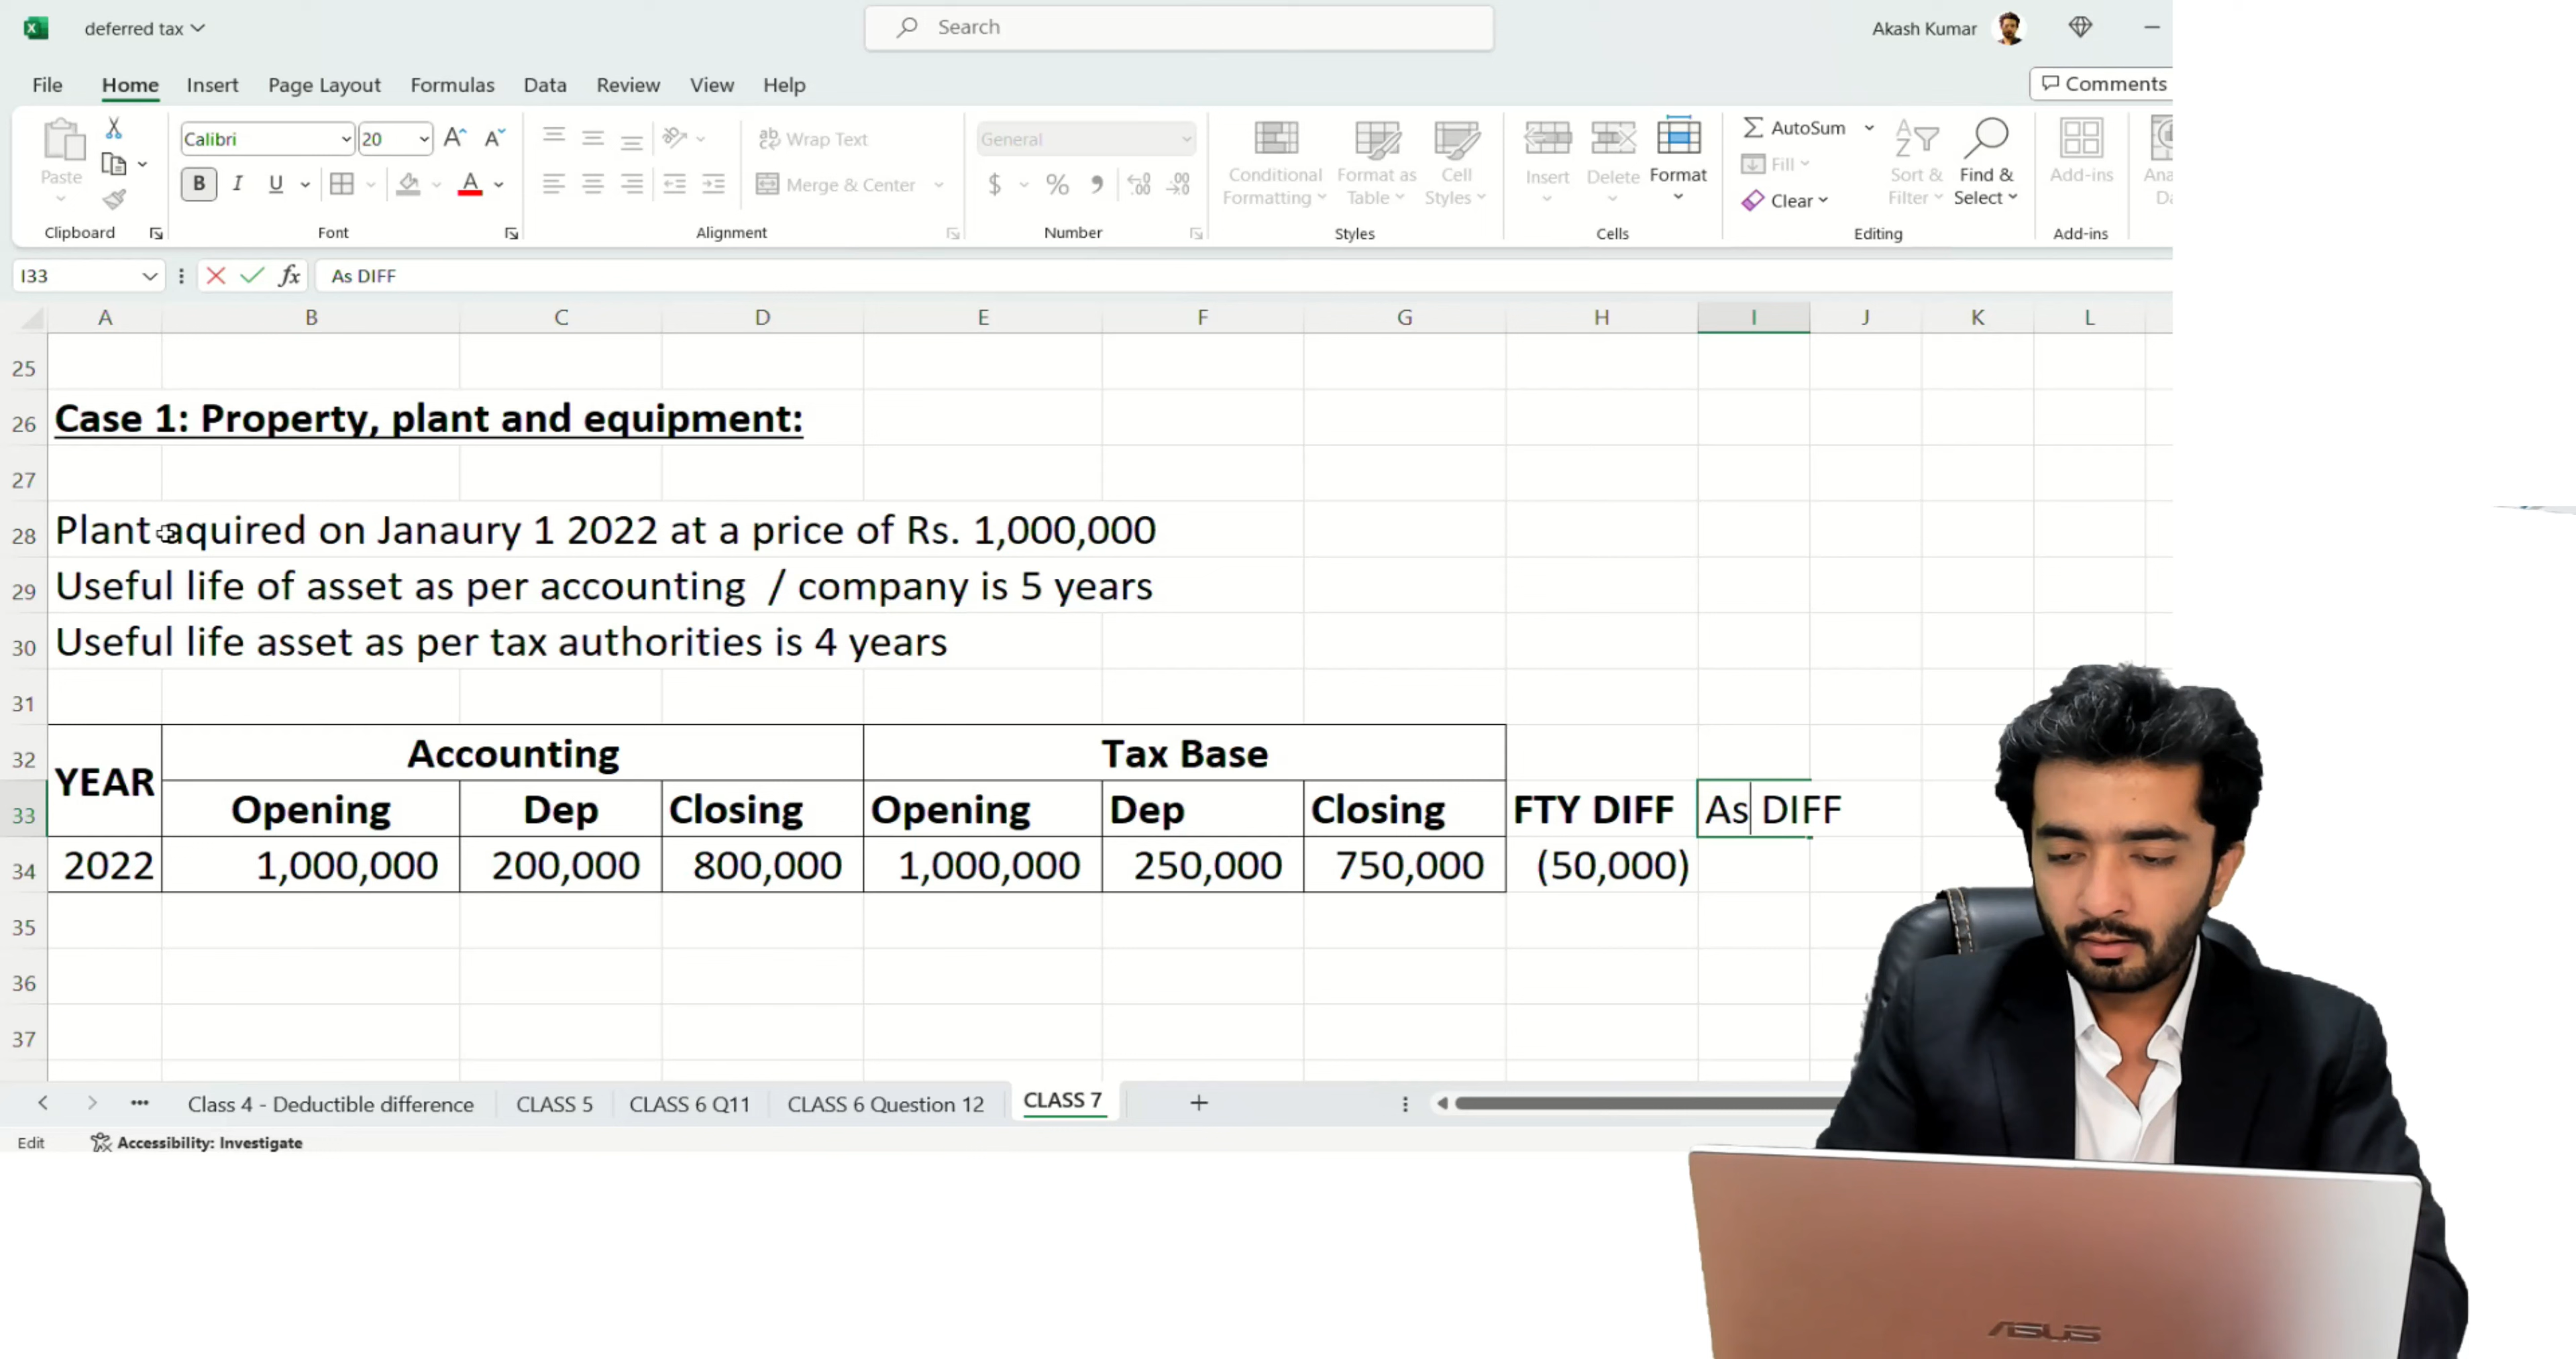 deferred tax
Search
Akash Kumar
File Home Insert Page Layout Formulas Data Review View Help
Comments
Paste
Calibri 20
Wrap Text
Merge & Center
General
Conditional Formatting
Format as Table
Cell Styles
Insert
Delete
Format
AutoSum
Fill
Clear
Sort & Filter
Find & Select
Add-ins
Clipboard Font Alignment Number Styles Cells Editing Add-ins
I33 fx As DIFF
A B C D E F G H I J K L
25
26 Case 1: Property, plant and equipment:
27
28 Plant aquired on Janaury 1 2022 at a price of Rs. 1,000,000
29 Useful life of asset as per accounting / company is 5 years
30 Useful life asset as per tax authorities is 4 years
31
32 YEAR Accounting Tax Base
33 Opening Dep Closing Opening Dep Closing FTY DIFF As DIFF
34 2022 1,000,000 200,000 800,000 1,000,000 250,000 750,000 (50,000)
35
36
37
Class 4 - Deductible difference CLASS 5 CLASS 6 Q11 CLASS 6 Question 12 CLASS 7
Edit Accessibility: Investigate
ASUS